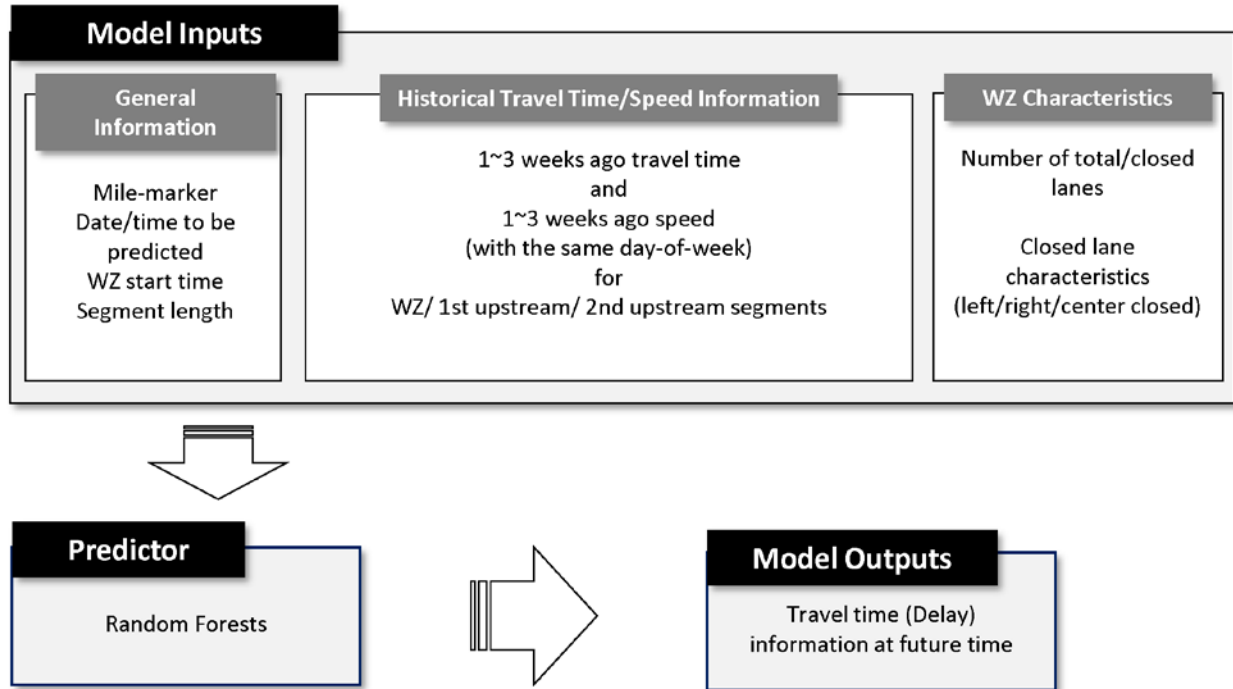 Model Inputs
General
Information
Mile-marker
Date/time to be
predicted
WZ start time
Segment length
Historical Travel Time/Speed Information
1~3 weeks ago travel time
and
1~3 weeks ago speed
(with the same day-of-week)
for
WZ/ 1st upstream/ 2nd upstream segments
WZ Characteristics
Number of total/closed
lanes
Closed lane
characteristics
(left/right/center closed)
Predictor
Random Forests
Model Outputs
Travel time (Delay)
information at future time